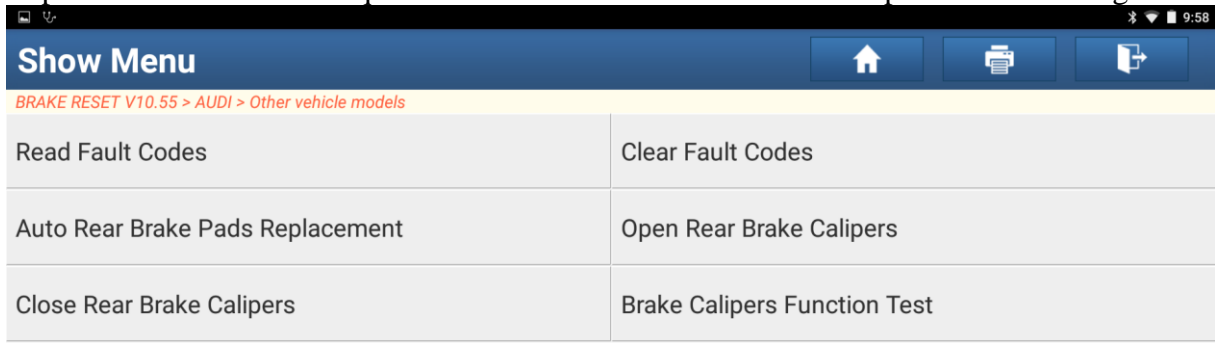 9:58
Show Menu
BRAKE RESET V10.55 > AUDI > Other vehicle models
Read Fault Codes
Clear Fault Codes
Auto Rear Brake Pads Replacement
Open Rear Brake Calipers
Close Rear Brake Calipers
Brake Calipers Function Test